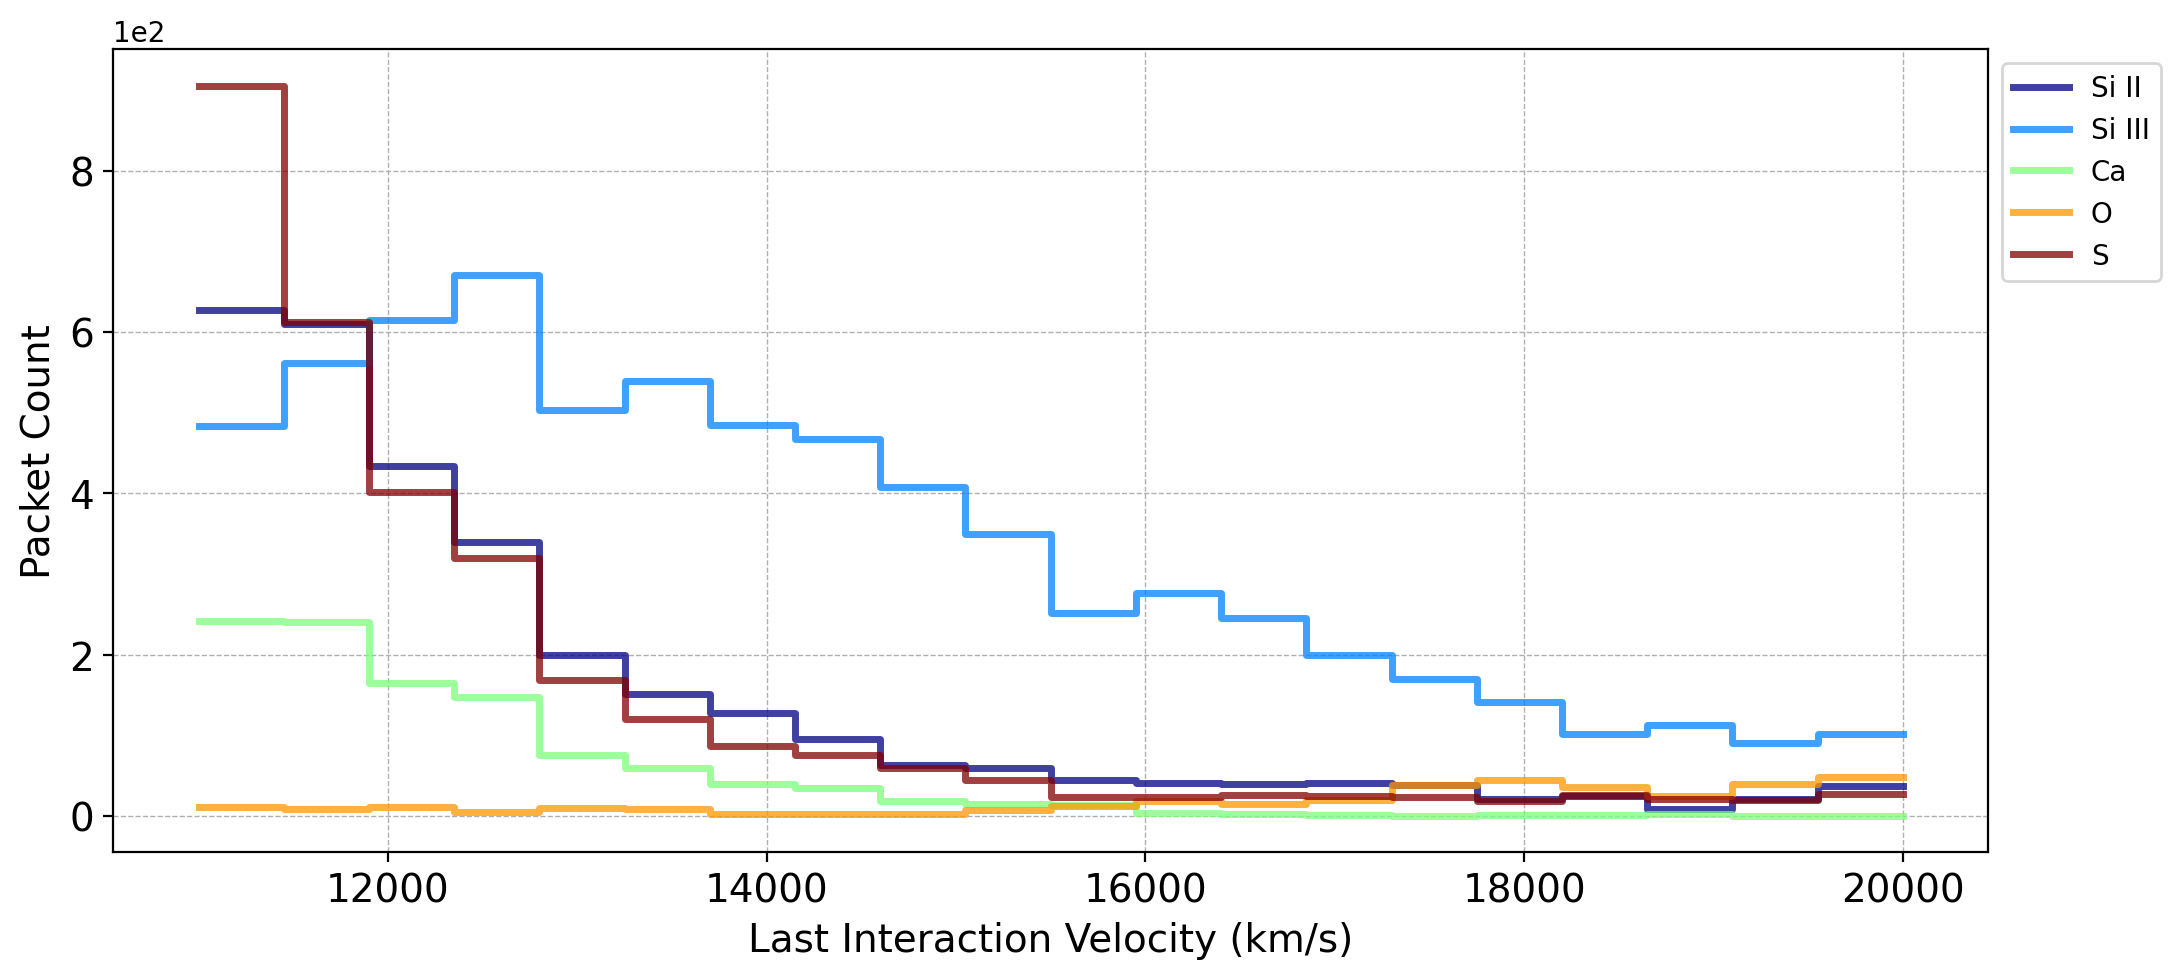 1e2
8
6
4
2
0
Packet Count
12000 14000 16000 18000 20000
Last Interaction Velocity (km/s)
Si II
Si III
Ca
O
S